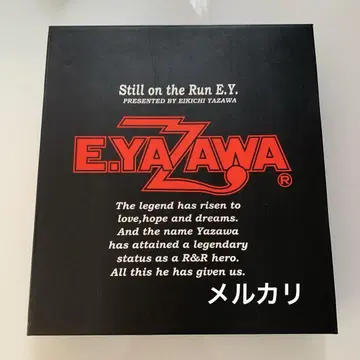 Still on the Run E.Y.
PRESENTED BY EIKICHI YAZAWA
E.YAZAWA®
The legend has risen to
love,hope and dreams.
And the name Yazawa
has attained a legendary
status as a R&R hero.
All this he has given us.
メルカリ